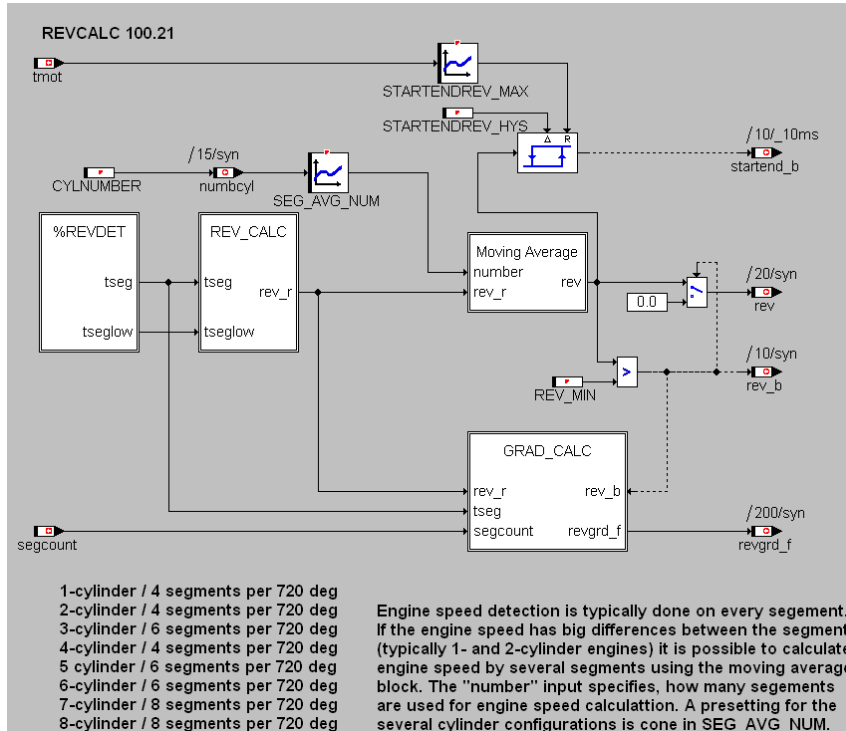 REVCALC 100.21
tmot
STARTENDREV_MAX
STARTENDREV_HYS
Δ R
/10/_10ms
startend_b
/15/syn
CYLNUMBER
numbcyl
SEG_AVG_NUM
%REVDET
tseg
tseglow
REV_CALC
tseg
rev_r
tseglow
Moving Average
number
rev
rev_r
0.0
/20/syn
rev
>
REV_MIN
/10/syn
rev_b
GRAD_CALC
rev_r
rev_b
tseg
segcount
revgrd_f
segcount
/200/syn
revgrd_f
1-cylinder / 4 segments per 720 deg
2-cylinder / 4 segments per 720 deg
3-cylinder / 6 segments per 720 deg
4-cylinder / 4 segments per 720 deg
5 cylinder / 6 segments per 720 deg
6-cylinder / 6 segments per 720 deg
7-cylinder / 8 segments per 720 deg
8-cylinder / 8 segments per 720 deg
Engine speed detection is typically done on every segement.
If the engine speed has big differences between the segment
(typically 1- and 2-cylinder engines) it is possible to calculate
engine speed by several segments using the moving average
block. The "number" input specifies, how many segements
are used for engine speed calculattion. A presetting for the
several cylinder configurations is cone in SEG_AVG_NUM.